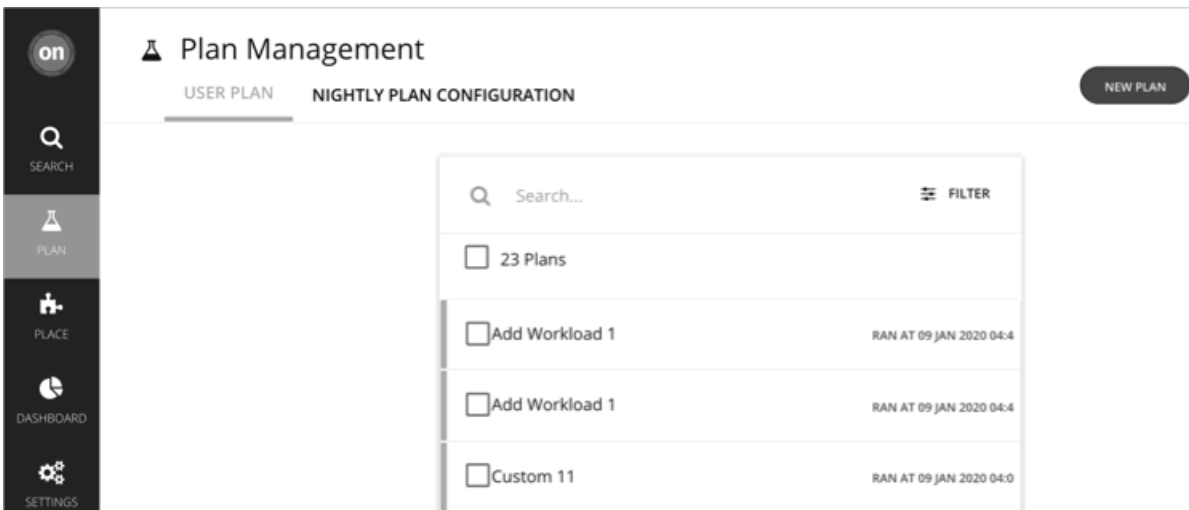 on
Plan Management
USER PLAN NIGHTLY PLAN CONFIGURATION
NEW PLAN
SEARCH
PLAN
PLACE
DASHBOARD
SETTINGS
Search... FILTER
23 Plans
Add Workload 1 RAN AT 09 JAN 2020 04:4
Add Workload 1 RAN AT 09 JAN 2020 04:4
Custom 11 RAN AT 09 JAN 2020 04:0